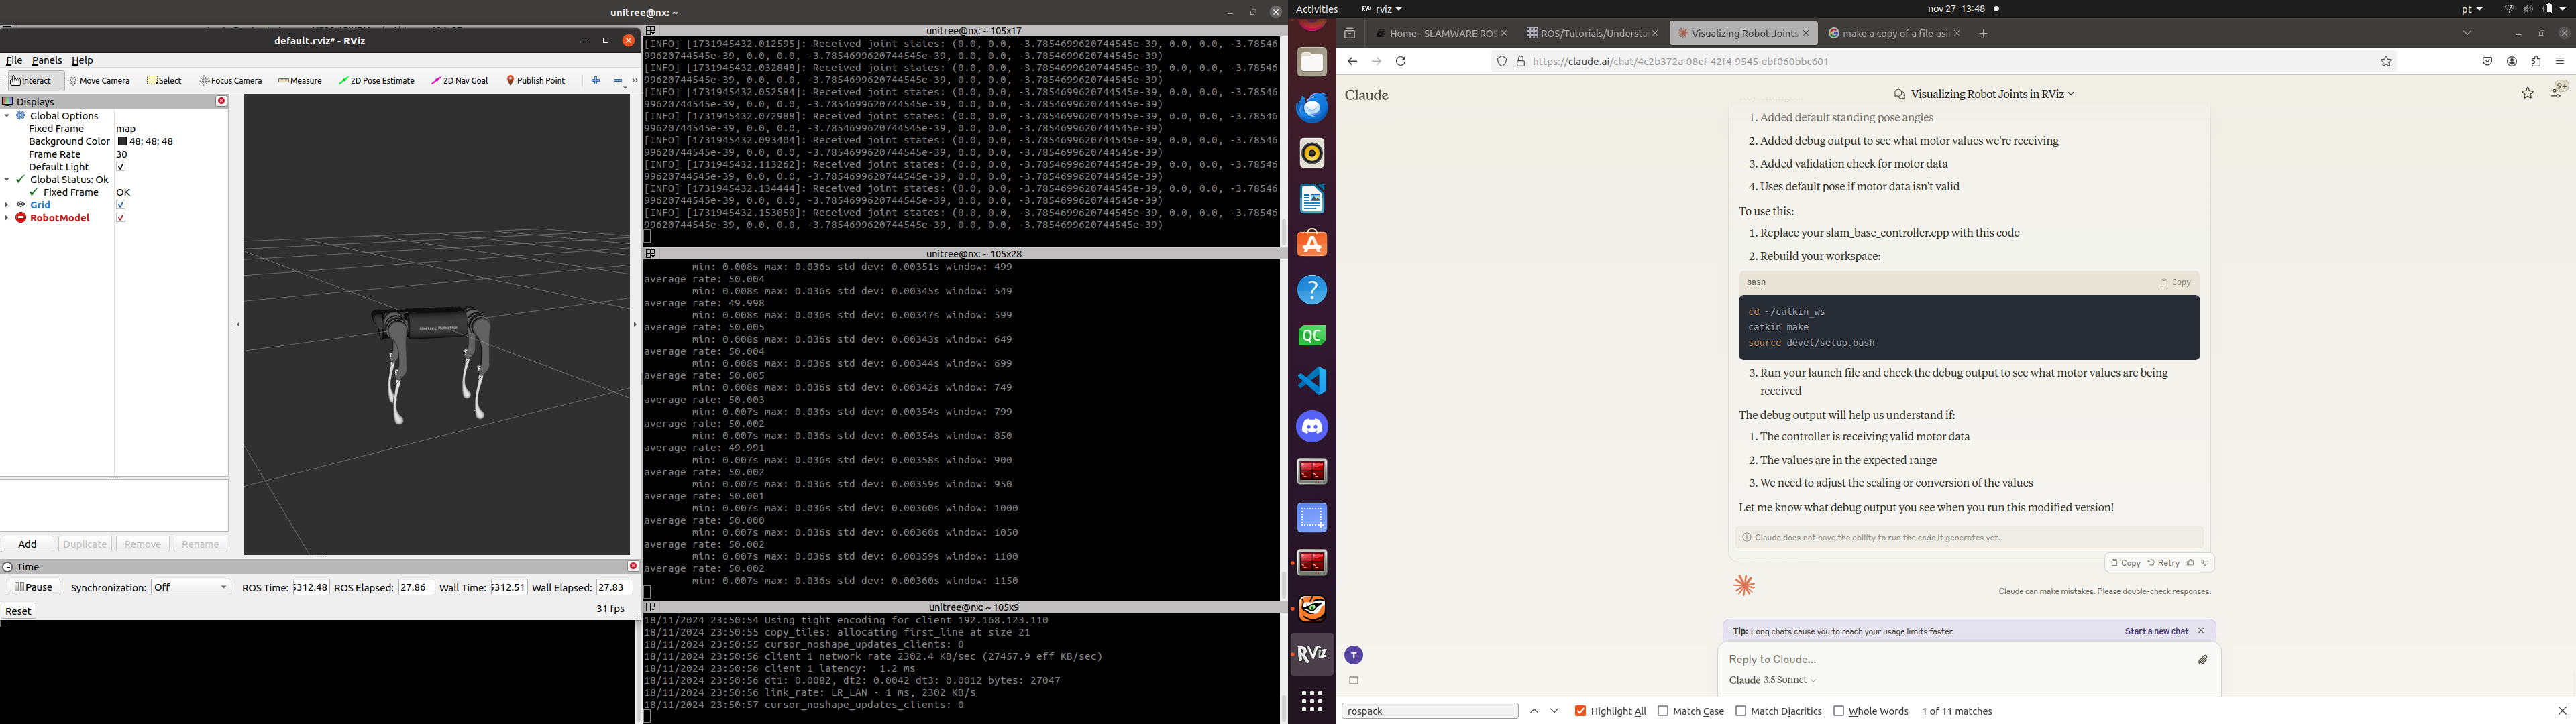 unitree@nx: ~
Activities
rviz
nov 27 13:48
pt
default.rviz* - RViz
File Panels Help
Interact Move Camera Select Focus Camera Measure 2D Pose Estimate 2D Nav Goal Publish Point
Displays
Global Options
Fixed Frame map
Background Color 48; 48; 48
Frame Rate 30
Default Light
Global Status: Ok
Fixed Frame OK
Grid
RobotModel
Unitree Robotics
Add Duplicate Remove Rename
Time
Pause Synchronization: Off ROS Time: 5312.48 ROS Elapsed: 27.86 Wall Time: 5312.51 Wall Elapsed: 27.83
Reset 31 fps
unitree@nx: ~ 105x17
[INFO] [1731945432.012595]: Received joint states: (0.0, 0.0, -3.7854699620744545e-39, 0.0, 0.0, -3.78546
99620744545e-39, 0.0, 0.0, -3.7854699620744545e-39, 0.0, 0.0, -3.7854699620744545e-39)
[INFO] [1731945432.032848]: Received joint states: (0.0, 0.0, -3.7854699620744545e-39, 0.0, 0.0, -3.78546
99620744545e-39, 0.0, 0.0, -3.7854699620744545e-39, 0.0, 0.0, -3.7854699620744545e-39)
[INFO] [1731945432.052584]: Received joint states: (0.0, 0.0, -3.7854699620744545e-39, 0.0, 0.0, -3.78546
99620744545e-39, 0.0, 0.0, -3.7854699620744545e-39, 0.0, 0.0, -3.7854699620744545e-39)
[INFO] [1731945432.072988]: Received joint states: (0.0, 0.0, -3.7854699620744545e-39, 0.0, 0.0, -3.78546
99620744545e-39, 0.0, 0.0, -3.7854699620744545e-39, 0.0, 0.0, -3.7854699620744545e-39)
[INFO] [1731945432.093404]: Received joint states: (0.0, 0.0, -3.7854699620744545e-39, 0.0, 0.0, -3.78546
99620744545e-39, 0.0, 0.0, -3.7854699620744545e-39, 0.0, 0.0, -3.7854699620744545e-39)
[INFO] [1731945432.113262]: Received joint states: (0.0, 0.0, -3.7854699620744545e-39, 0.0, 0.0, -3.78546
99620744545e-39, 0.0, 0.0, -3.7854699620744545e-39, 0.0, 0.0, -3.7854699620744545e-39)
[INFO] [1731945432.134444]: Received joint states: (0.0, 0.0, -3.7854699620744545e-39, 0.0, 0.0, -3.78546
99620744545e-39, 0.0, 0.0, -3.7854699620744545e-39, 0.0, 0.0, -3.7854699620744545e-39)
[INFO] [1731945432.153050]: Received joint states: (0.0, 0.0, -3.7854699620744545e-39, 0.0, 0.0, -3.78546
99620744545e-39, 0.0, 0.0, -3.7854699620744545e-39, 0.0, 0.0, -3.7854699620744545e-39)
unitree@nx: ~ 105x28
min: 0.008s max: 0.036s std dev: 0.00351s window: 499
average rate: 50.004
min: 0.008s max: 0.036s std dev: 0.00345s window: 549
average rate: 49.998
min: 0.008s max: 0.036s std dev: 0.00347s window: 599
average rate: 50.005
min: 0.008s max: 0.036s std dev: 0.00343s window: 649
average rate: 50.004
min: 0.008s max: 0.036s std dev: 0.00344s window: 699
average rate: 50.005
min: 0.008s max: 0.036s std dev: 0.00342s window: 749
average rate: 50.003
min: 0.007s max: 0.036s std dev: 0.00354s window: 799
average rate: 50.002
min: 0.007s max: 0.036s std dev: 0.00354s window: 850
average rate: 49.991
min: 0.007s max: 0.036s std dev: 0.00358s window: 900
average rate: 50.002
min: 0.007s max: 0.036s std dev: 0.00359s window: 950
average rate: 50.001
min: 0.007s max: 0.036s std dev: 0.00360s window: 1000
average rate: 50.000
min: 0.007s max: 0.036s std dev: 0.00360s window: 1050
average rate: 50.002
min: 0.007s max: 0.036s std dev: 0.00359s window: 1100
average rate: 50.002
min: 0.007s max: 0.036s std dev: 0.00360s window: 1150
unitree@nx: ~ 105x9
18/11/2024 23:50:54 Using tight encoding for client 192.168.123.110
18/11/2024 23:50:55 copy_tiles: allocating first_line at size 21
18/11/2024 23:50:55 cursor_noshape_updates_clients: 0
18/11/2024 23:50:56 client 1 network rate 2302.4 KB/sec (27457.9 eff KB/sec)
18/11/2024 23:50:56 client 1 latency:  1.2 ms
18/11/2024 23:50:56 dt1: 0.0082, dt2: 0.0042 dt3: 0.0012 bytes: 27047
18/11/2024 23:50:56 link_rate: LR_LAN - 1 ms, 2302 KB/s
18/11/2024 23:50:57 cursor_noshape_updates_clients: 0
QC
RViz
Home - SLAMWARE ROS
ROS/Tutorials/Understa
Visualizing Robot Joints
make a copy of a file usin
https://claude.ai/chat/4c2b372a-08ef-42f4-9545-ebf060bbc601
Claude
Visualizing Robot Joints in RViz
9+
1. Added default standing pose angles
2. Added debug output to see what motor values we're receiving
3. Added validation check for motor data
4. Uses default pose if motor data isn't valid
To use this:
1. Replace your slam_base_controller.cpp with this code
2. Rebuild your workspace:
bash Copy
cd ~/catkin_ws
catkin_make
source devel/setup.bash
3. Run your launch file and check the debug output to see what motor values are being
received
The debug output will help us understand if:
1. The controller is receiving valid motor data
2. The values are in the expected range
3. We need to adjust the scaling or conversion of the values
Let me know what debug output you see when you run this modified version!
Claude does not have the ability to run the code it generates yet.
Copy Retry
Claude can make mistakes. Please double-check responses.
Tip: Long chats cause you to reach your usage limits faster. Start a new chat
Reply to Claude...
Claude 3.5 Sonnet
T
rospack Highlight All Match Case Match Diacritics Whole Words 1 of 11 matches